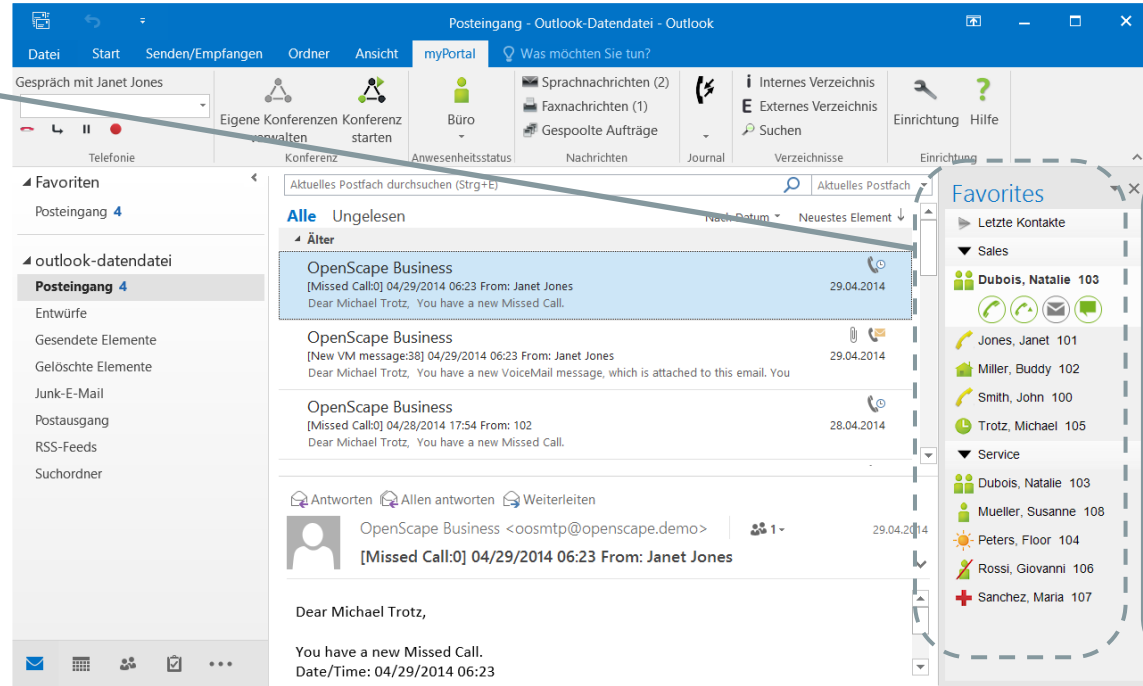 Posteingang - Outlook-Datendatei - Outlook
Datei Start Senden/Empfangen Ordner Ansicht myPortal Was möchten Sie tun?
Gespräch mit Janet Jones
Telefonie
Eigene Konferenzen verwalten
Konferenz starten
Konferenz
Büro
Anwesenheitsstatus
Sprachnachrichten (2)
Faxnachrichten (1)
Gespoolte Aufträge
Nachrichten
Journal
i Internes Verzeichnis
E Externes Verzeichnis
Suchen
Verzeichnisse
Einrichtung Hilfe
Einrichtung
Favoriten
Posteingang 4
outlook-datendatei
Posteingang 4
Entwürfe
Gesendete Elemente
Gelöschte Elemente
Junk-E-Mail
Postausgang
RSS-Feeds
Suchordner
Aktuelles Postfach durchsuchen (Strg+E) Aktuelles Postfach
Alle Ungelesen Nach Datum Neuestes Element
Älter
OpenScape Business
[Missed Call:0] 04/29/2014 06:23 From: Janet Jones 29.04.2014
Dear Michael Trotz, You have a new Missed Call.
OpenScape Business
[New VM message:38] 04/29/2014 06:23 From: Janet Jones 29.04.2014
Dear Michael Trotz, You have a new VoiceMail message, which is attached to this email. You
OpenScape Business
[Missed Call:0] 04/28/2014 17:54 From: 102 28.04.2014
Dear Michael Trotz, You have a new Missed Call.
Antworten Allen antworten Weiterleiten
OpenScape Business <oosmtp@openscape.demo> 1 29.04.2014
[Missed Call:0] 04/29/2014 06:23 From: Janet Jones
Dear Michael Trotz,
You have a new Missed Call.
Date/Time: 04/29/2014 06:23
Favorites
Letzte Kontakte
Sales
Dubois, Natalie 103
Jones, Janet 101
Miller, Buddy 102
Smith, John 100
Trotz, Michael 105
Service
Dubois, Natalie 103
Mueller, Susanne 108
Peters, Floor 104
Rossi, Giovanni 106
Sanchez, Maria 107